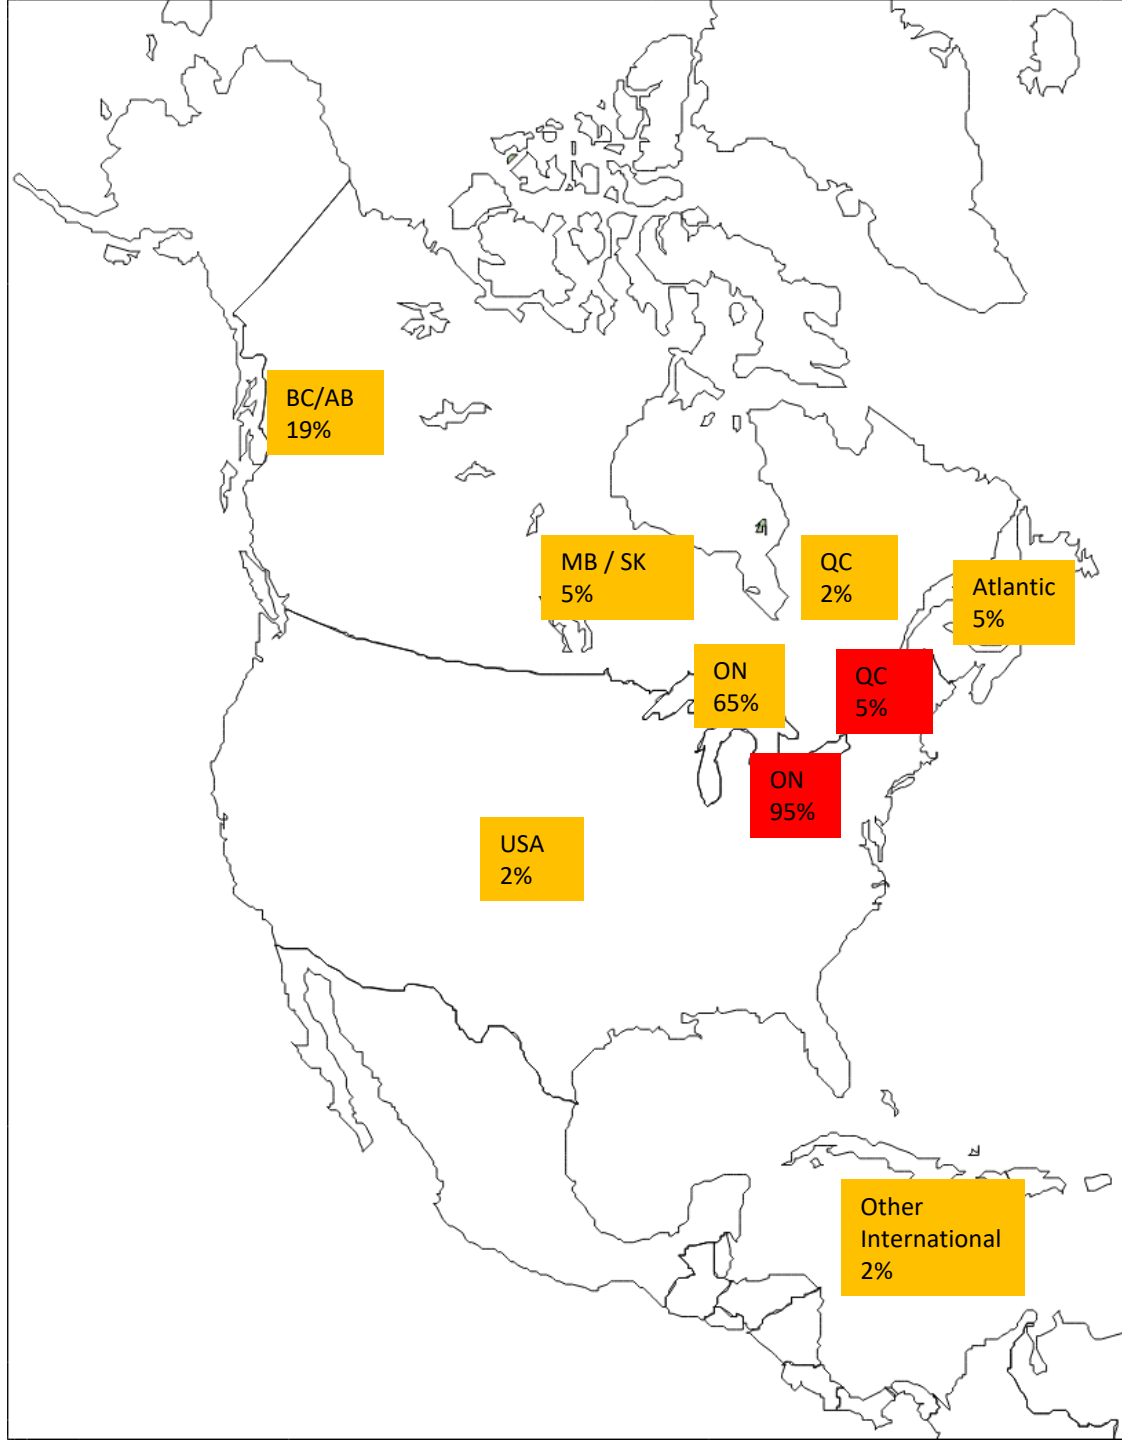 BC/AB
19%
MB / SK
5%
QC
2%
Atlantic
5%
ON
65%
QC
5%
ON
95%
USA
2%
Other
International
2%